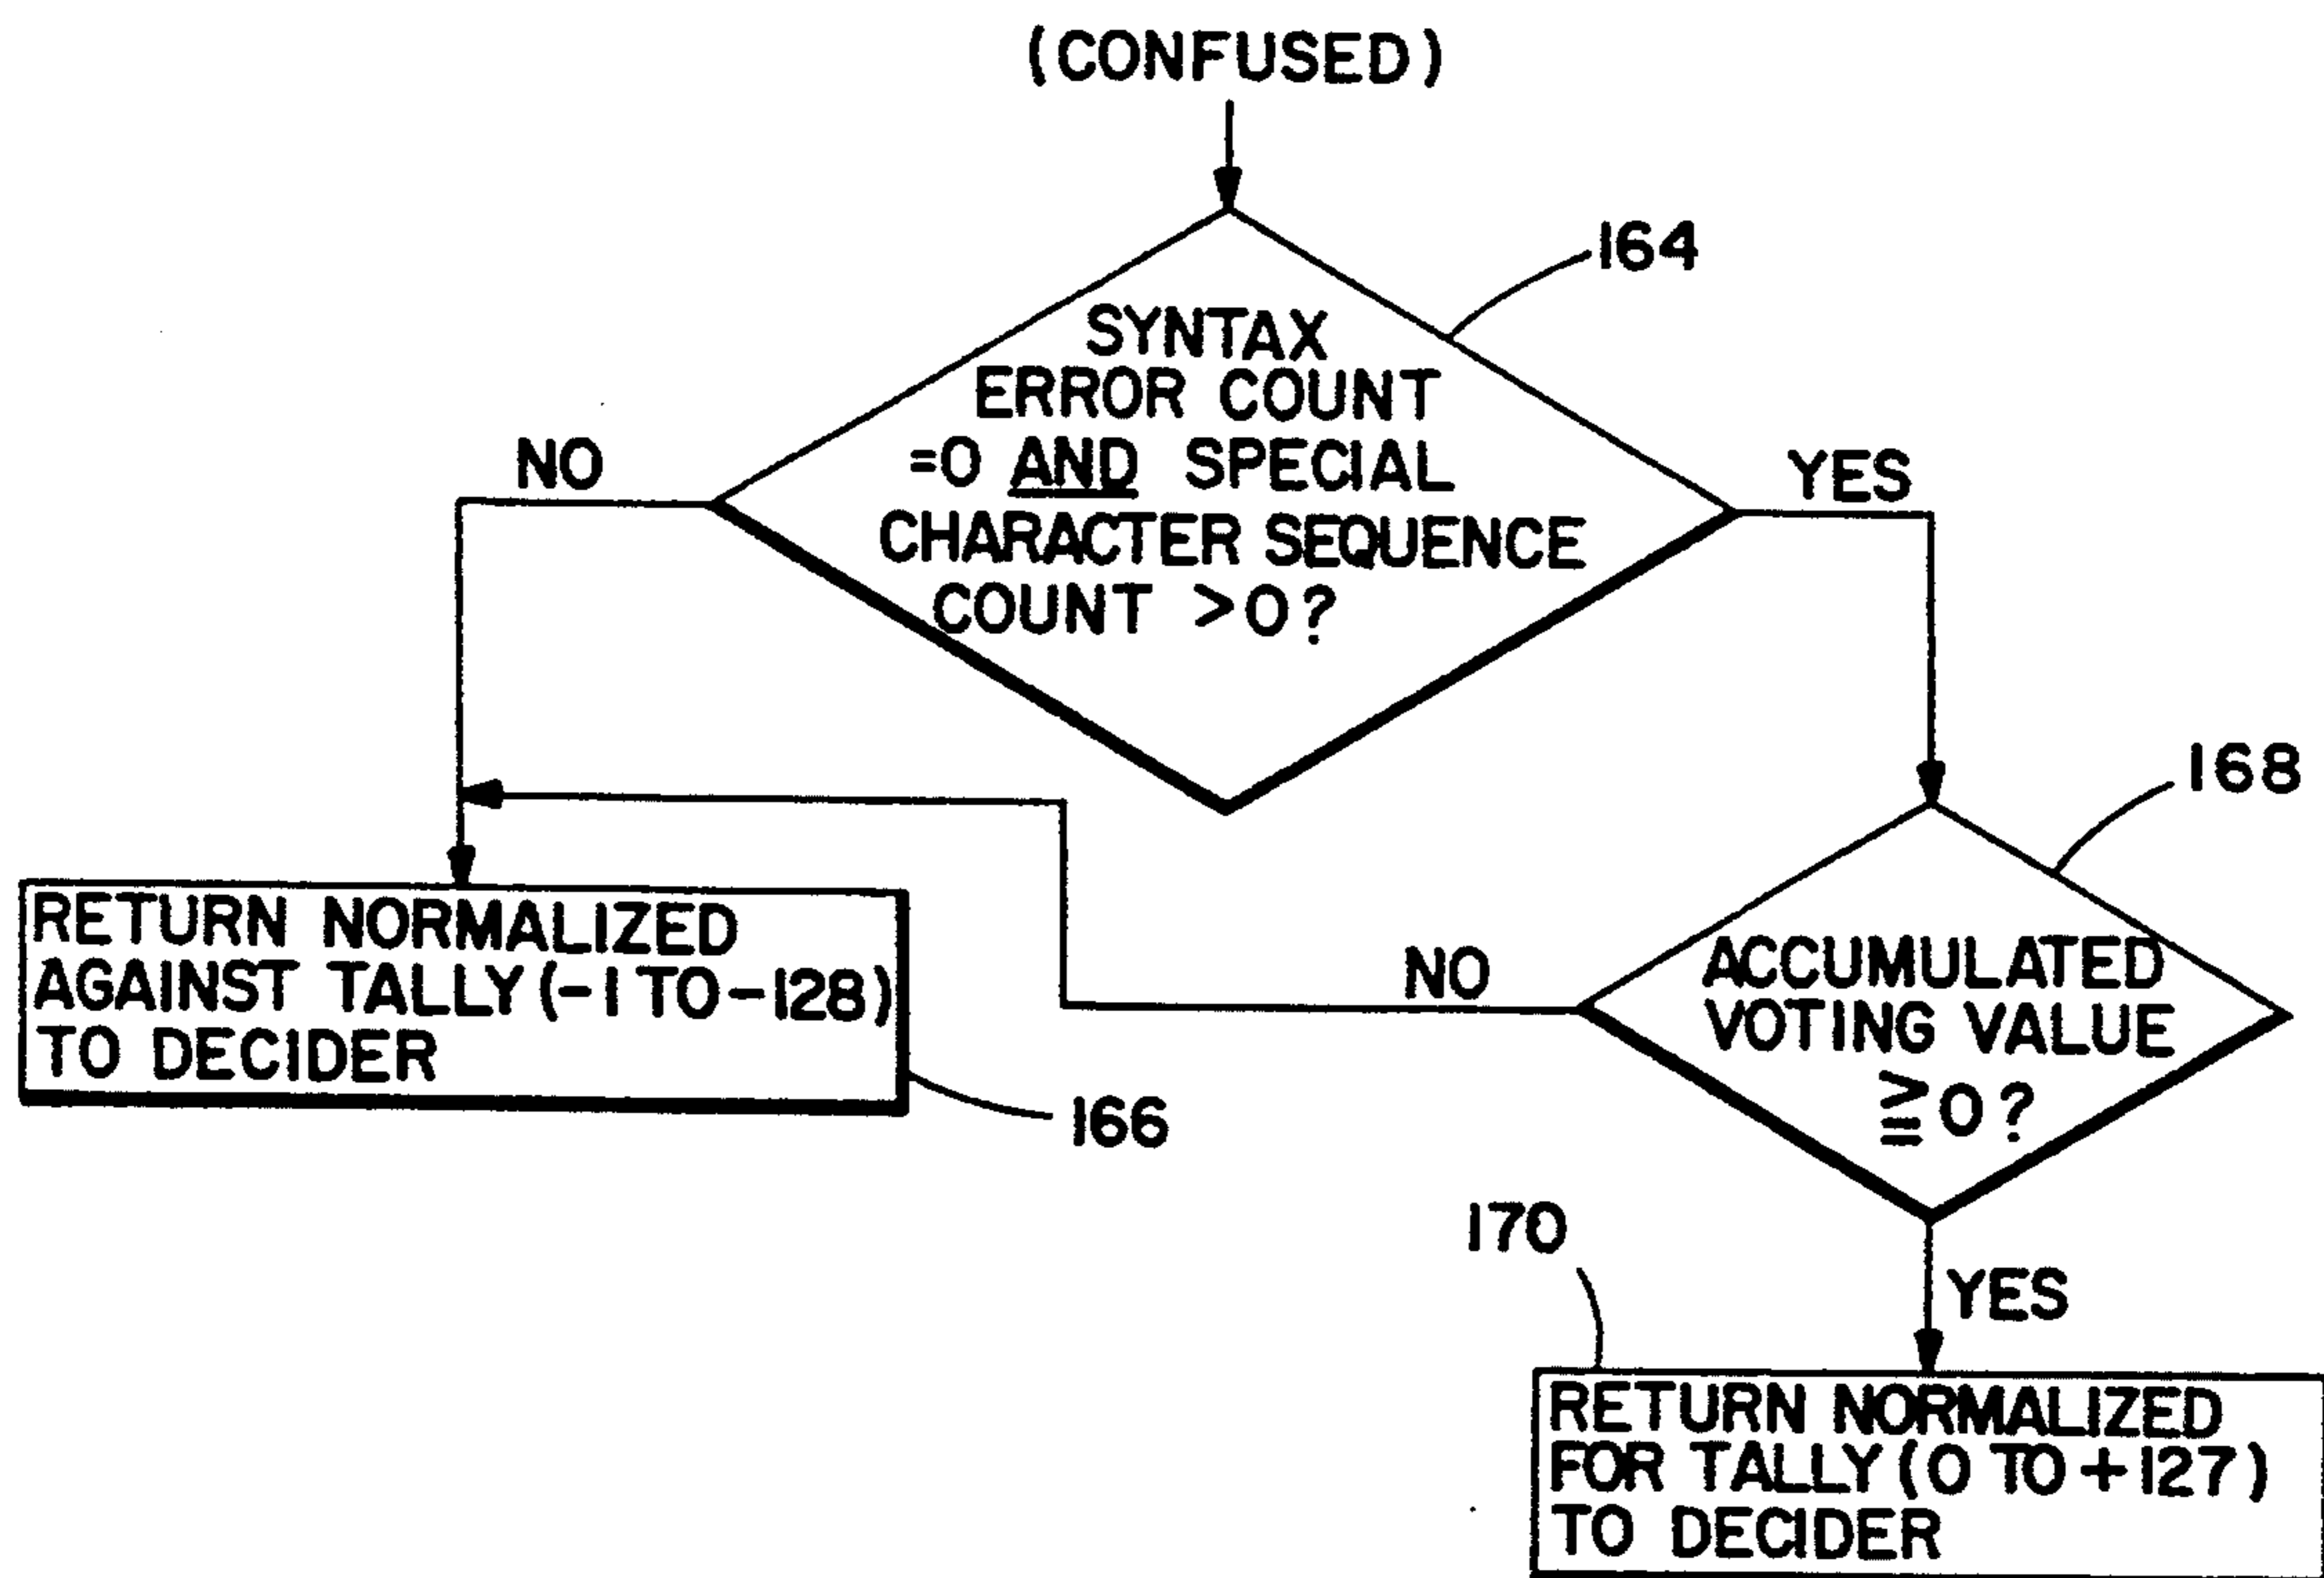 (CONFUSED)
164
SYNTAX
ERROR COUNT
=0 AND SPECIAL
CHARACTER SEQUENCE
COUNT >0?
NO
YES
168
ACCUMULATED
VOTING VALUE
≧0?
NO
RETURN NORMALIZED
AGAINST TALLY (-1 TO -128)
TO DECIDER
166
YES
170
RETURN NORMALIZED
FOR TALLY (0 TO +127)
TO DECIDER